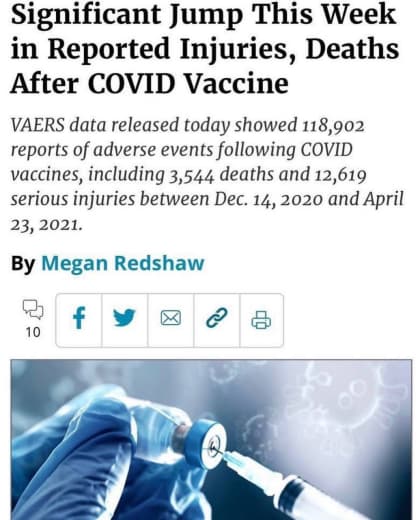 Significant Jump This Week
in Reported Injuries, Deaths
After COVID Vaccine
VAERS data released today showed 118,902
reports of adverse events following COVID
vaccines, including 3,544 deaths and 12,619
serious injuries between Dec. 14, 2020 and April
23, 2021.
By Megan Redshaw
10